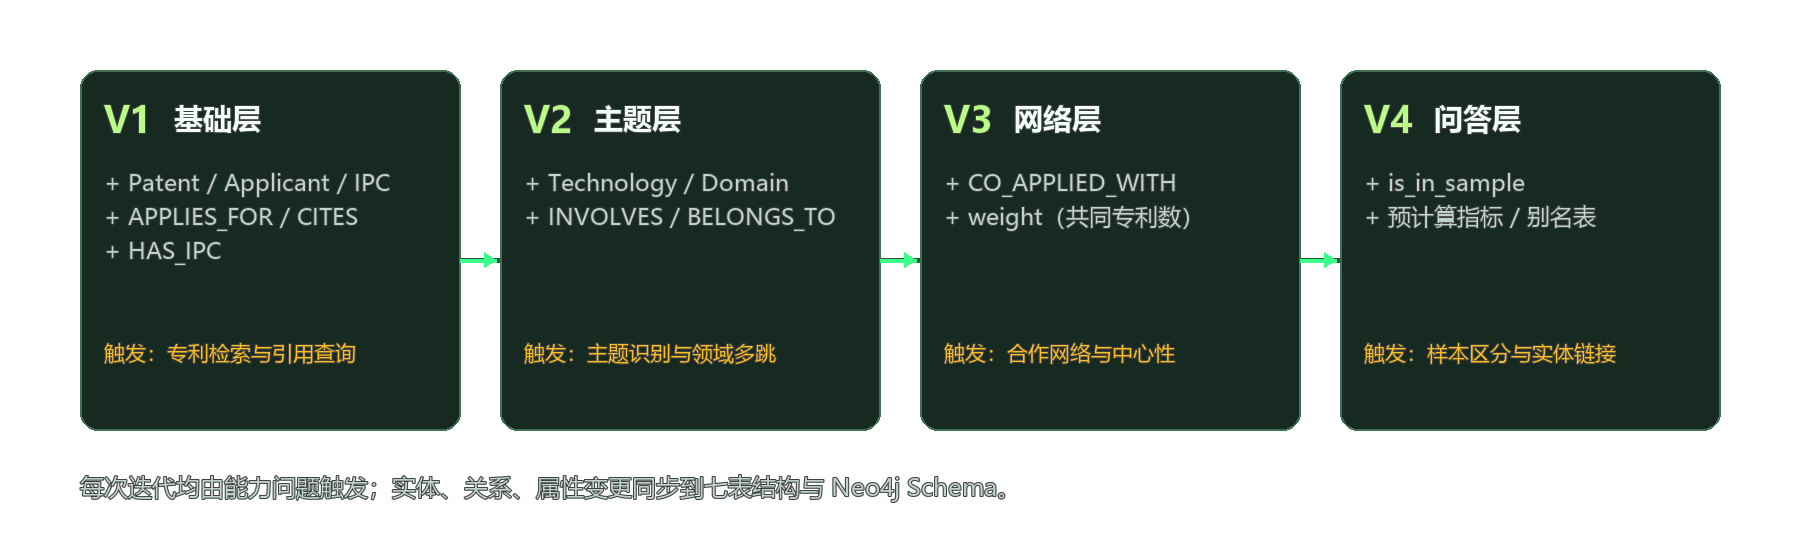 V1 基础层
+ Patent / Applicant / IPC
+ APPLIES_FOR / CITES
+ HAS_IPC
触发：专利检索与引用查询
V2 主题层
+ Technology / Domain
+ INVOLVES / BELONGS_TO
触发：主题识别与领域多跳
V3 网络层
+ CO_APPLIED_WITH
+ weight（共同专利数）
触发：合作网络与中心性
V4 问答层
+ is_in_sample
+ 预计算指标 / 别名表
触发：样本区分与实体链接
每次迭代均由能力问题触发；实体、关系、属性变更同步到七表结构与 Neo4j Schema。